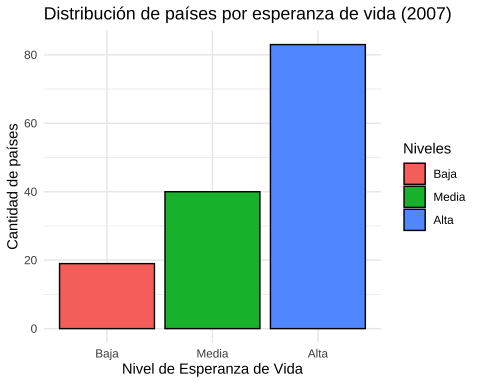 Distribución de países por esperanza de vida (2007)
80
60
40
20
0
Cantidad de países
Baja
Media
Alta
Nivel de Esperanza de Vida
Niveles
Baja
Media
Alta